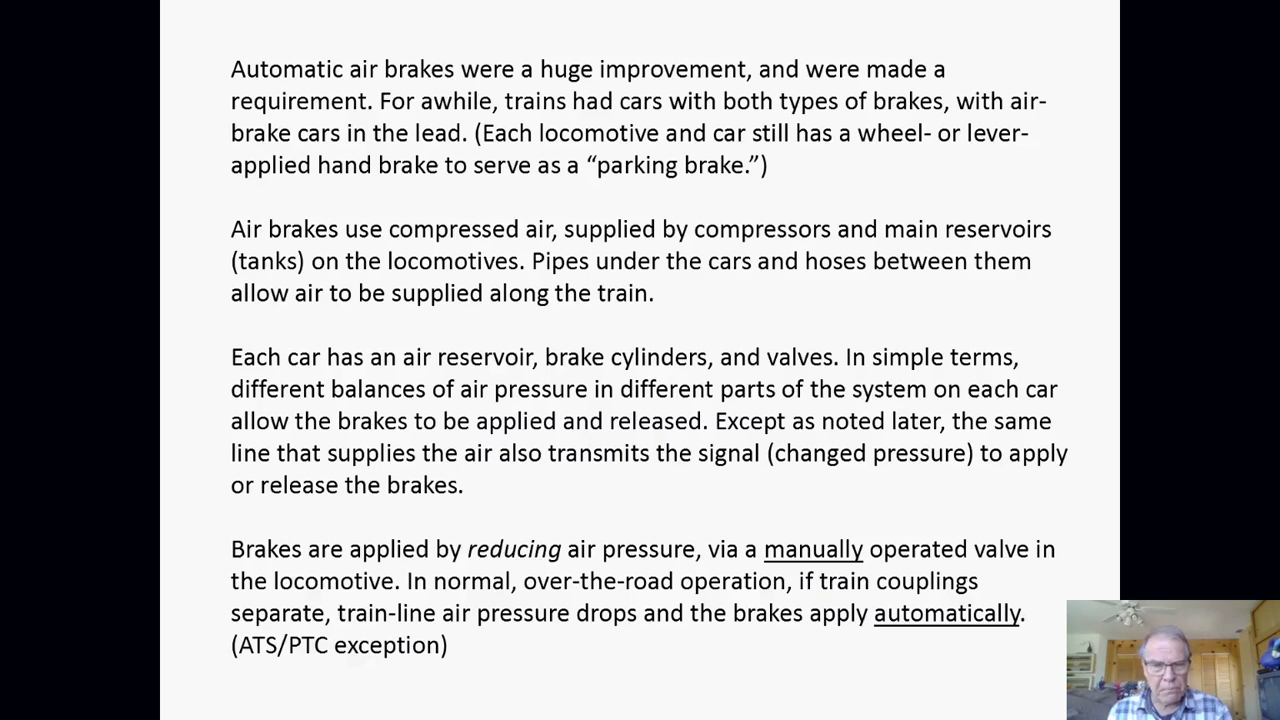 Automatic air brakes were a huge improvement, and were made a
requirement. For awhile, trains had cars with both types of brakes, with air-
brake cars in the lead. (Each locomotive and car still has a wheel- or lever-
applied hand brake to serve as a “parking brake.”)
Air brakes use compressed air, supplied by compressors and main reservoirs
(tanks) on the locomotives. Pipes under the cars and hoses between them
allow air to be supplied along the train.
Each car has an air reservoir, brake cylinders, and valves. In simple terms,
different balances of air pressure in different parts of the system on each car
allow the brakes to be applied and released. Except as noted later, the same
line that supplies the air also transmits the signal (changed pressure) to apply
or release the brakes.
Brakes are applied by reducing air pressure, via a manually operated valve in
the locomotive. In normal, over-the-road operation, if train couplings
separate, train-line air pressure drops and the brakes apply automatically.
(ATS/PTC exception)